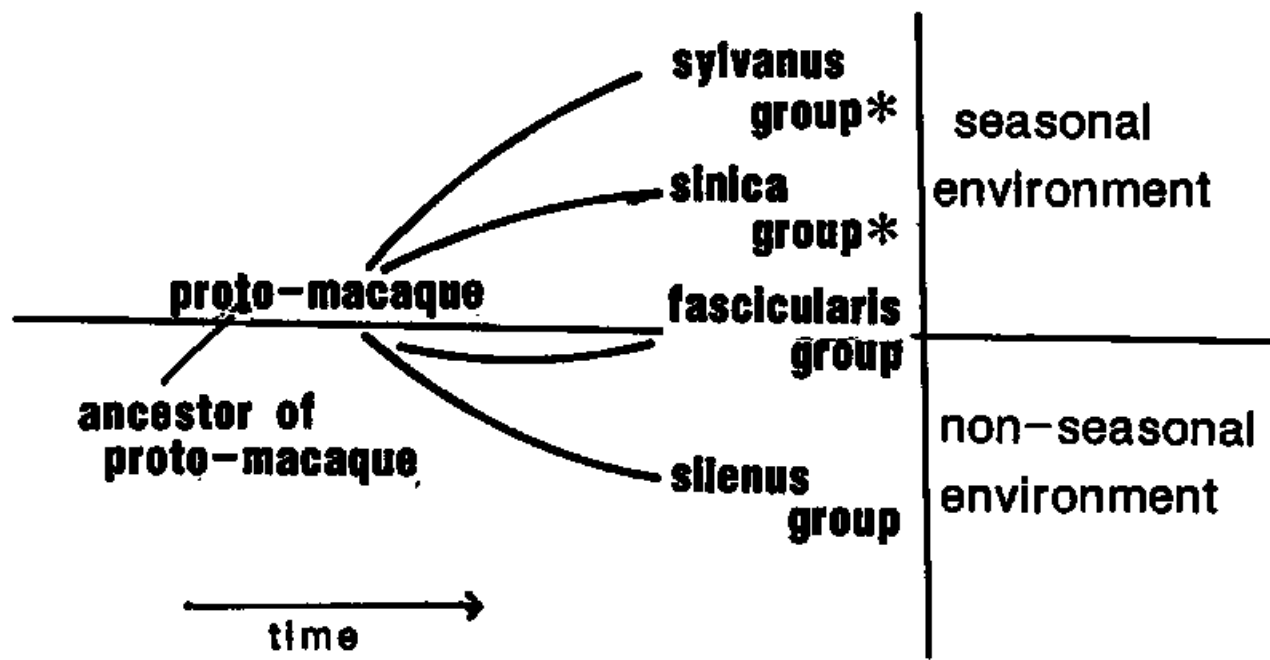 sylvanus
group*
seasonal
environment
sinica
group*
proto-macaque
fascicularis
group
ancestor of
proto-macaque
non-seasonal
environment
silenus
group
time